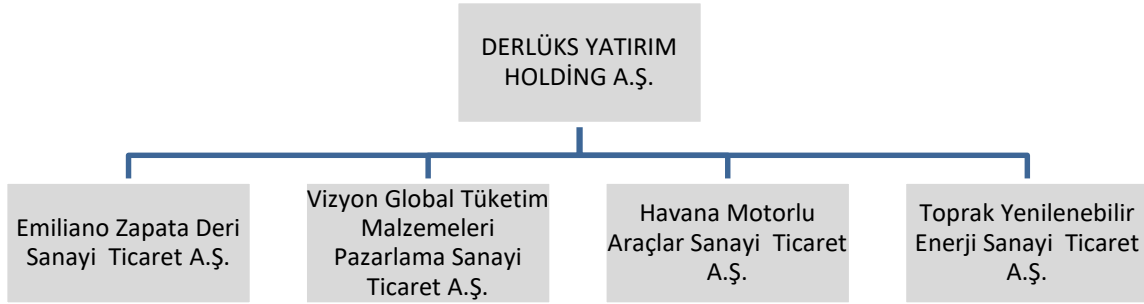 DERLÜKS YATIRIM
HOLDİNG A.Ş.
Emiliano Zapata Deri
Sanayi Ticaret A.Ş.
Vizyon Global Tüketim
Malzemeleri
Pazarlama Sanayi
Ticaret A.Ş.
Havana Motorlu
Araçlar Sanayi Ticaret
A.Ş.
Toprak Yenilenebilir
Enerji Sanayi Ticaret
A.Ş.